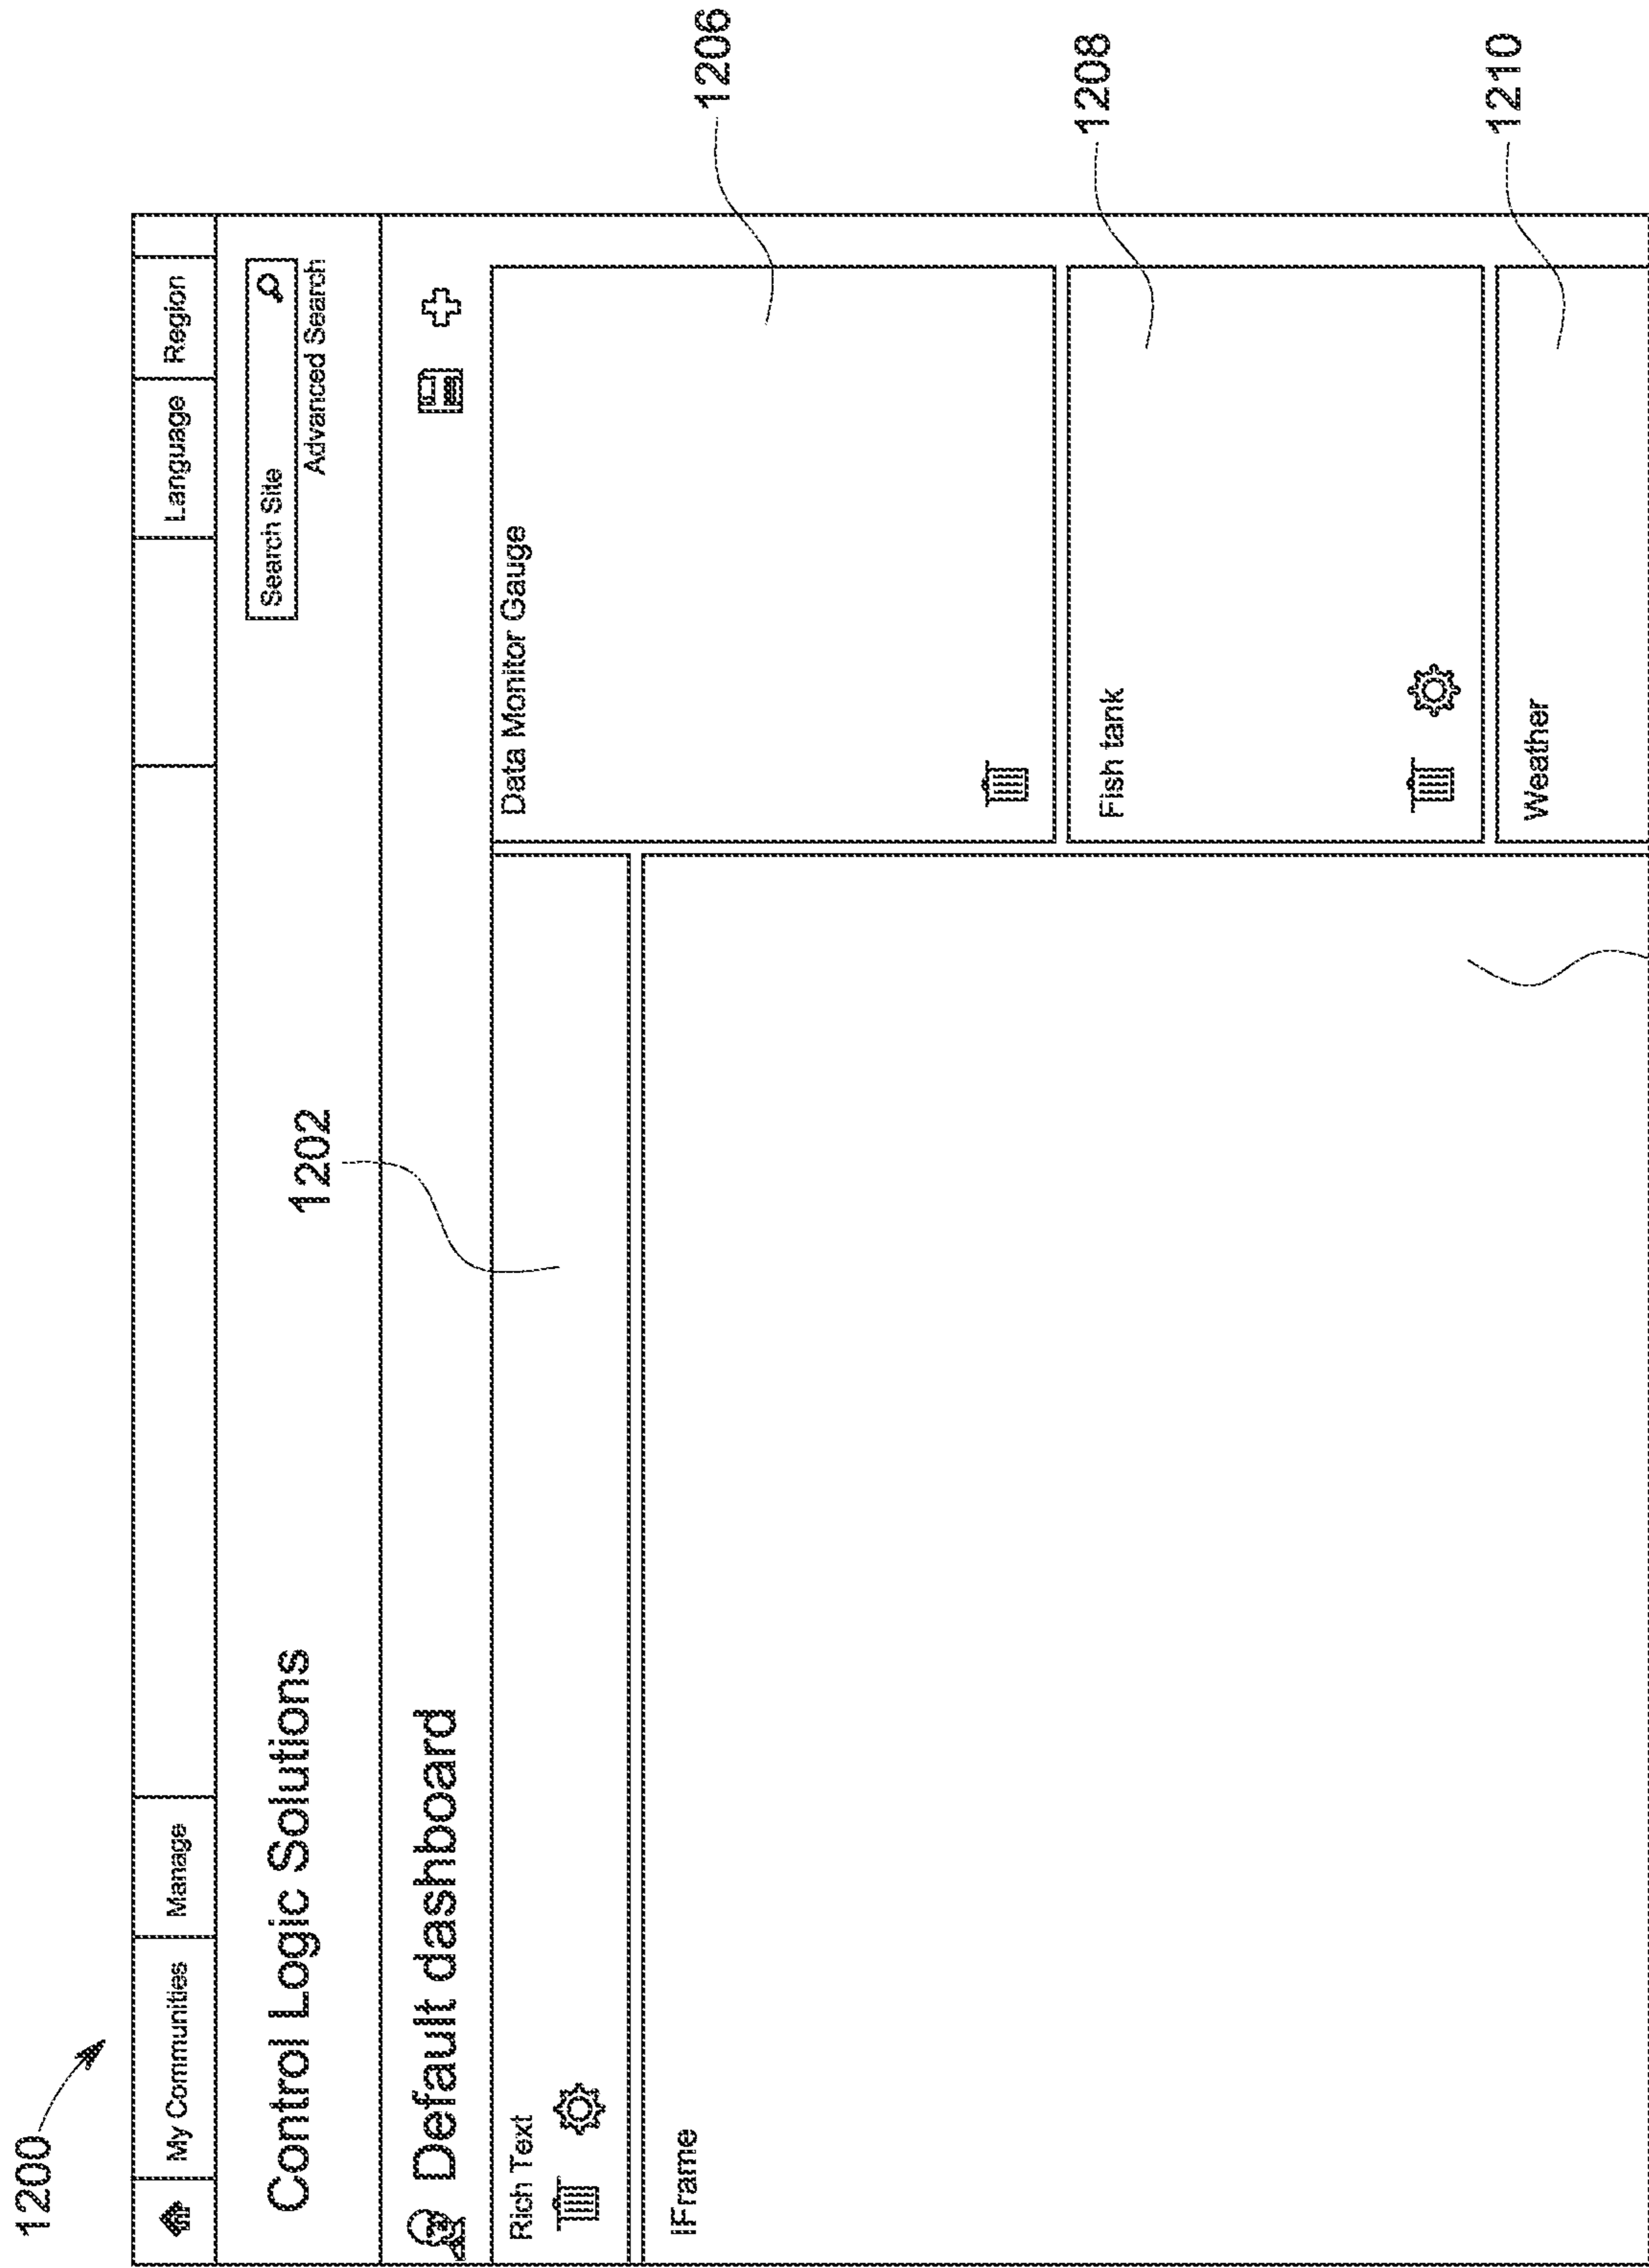 1200
My Communities
Manage
Language
Region
Control Logic Solutions
Search Site
Advanced Search
1202
Default dashboard
Rich Text
Data Monitor Gauge
1206
IFrame
Fish tank
1208
Weather
1210